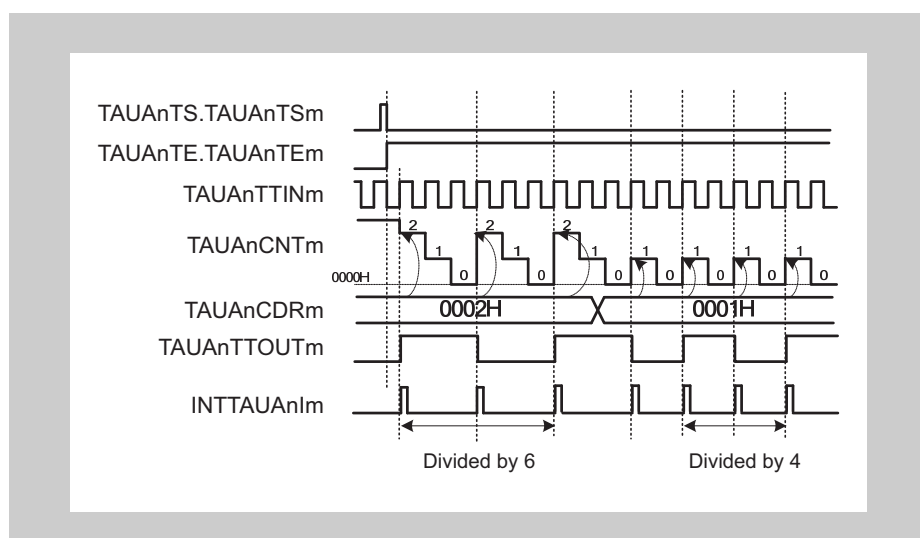 TAUAnTS.TAUAnTSm
TAUAnTE.TAUAnTEm
TAUAnTTINm
TAUAnCNTm
2 1 0 2 1 0 2 1 0 1 0 1 0 1 0 1 0
0000H
TAUAnCDRm 0002H 0001H
TAUAnTTOUTm
INTTAUAnIm
Divided by 6 Divided by 4